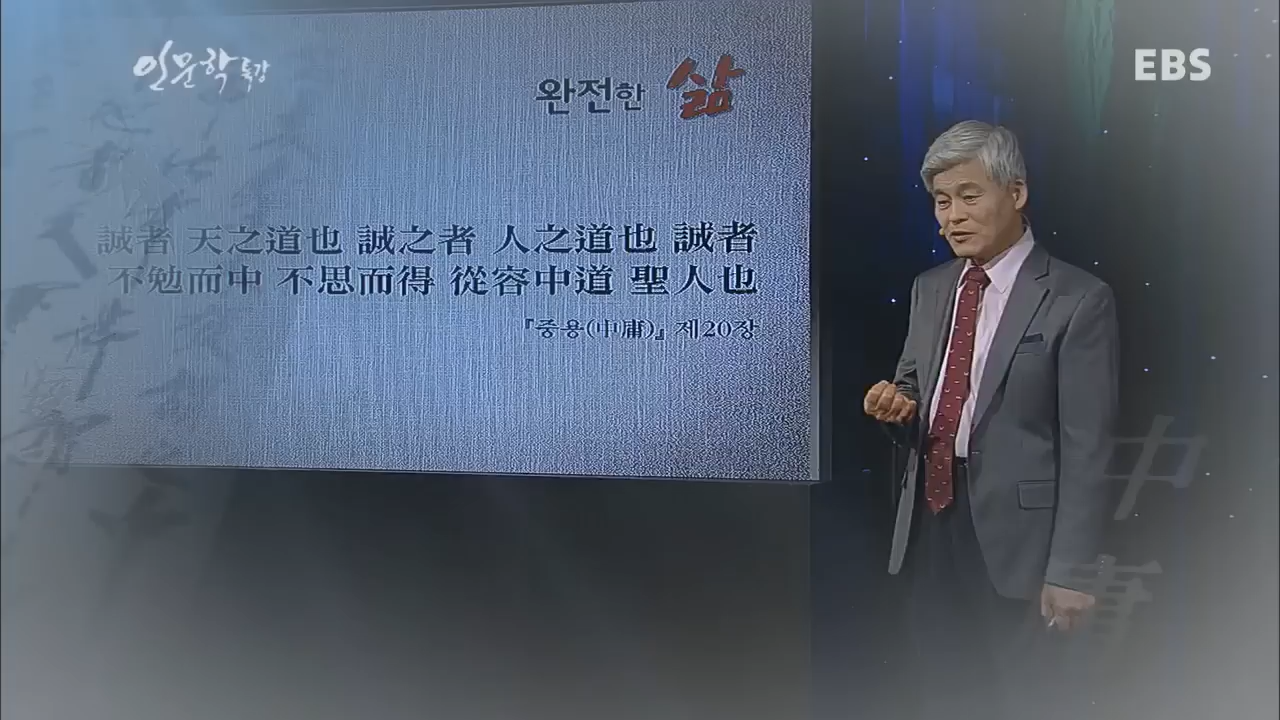 인문학 특강
EBS
완전한 삶
誠者 天之道也 誠之者 人之道也 誠者
不勉而中 不思而得 從容中道 聖人也
『중용(中庸)』 제20장
中庸